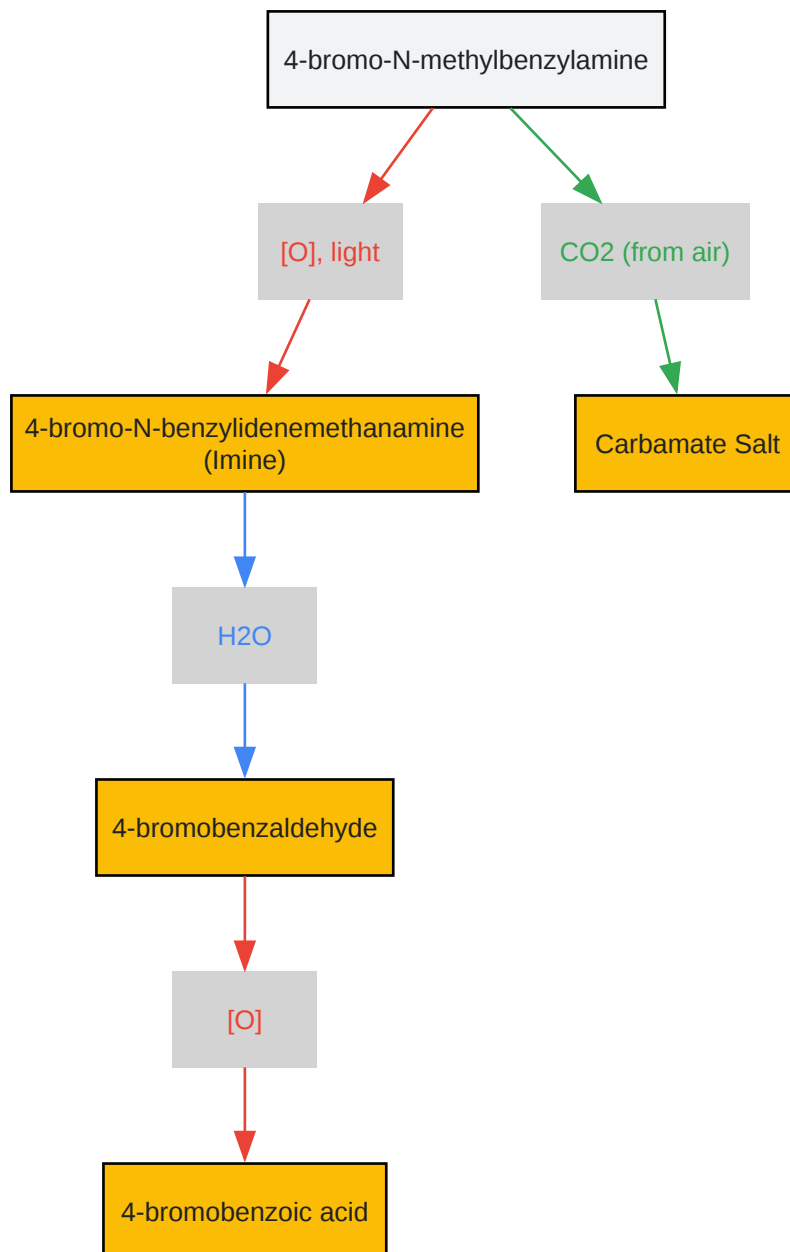 4-bromo-N-methylbenzylamine
[O], light
CO2 (from air)
4-bromo-N-benzylidenemethanamine
(Imine)
Carbamate Salt
H2O
4-bromobenzaldehyde
[O]
4-bromobenzoic acid